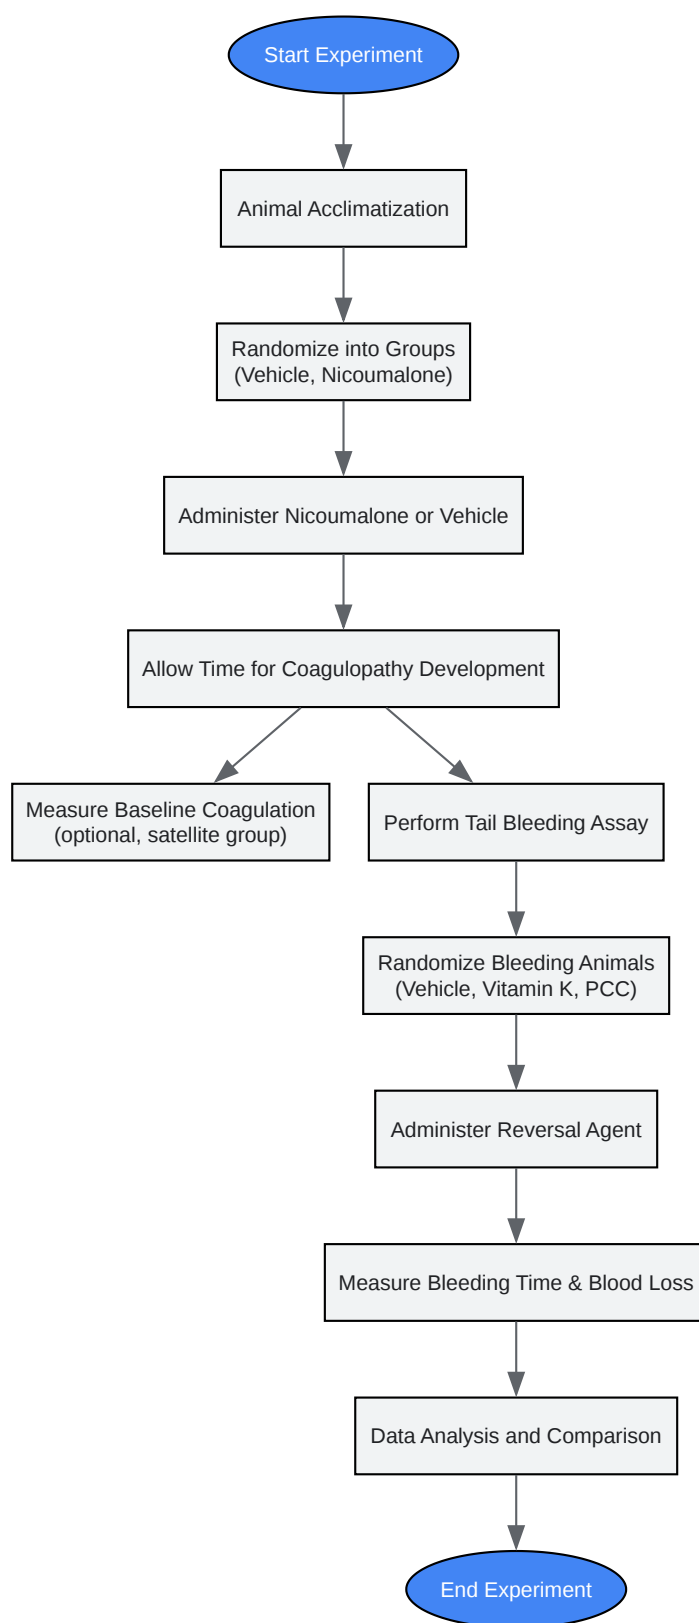 Start Experiment
Animal Acclimatization
Randomize into Groups
(Vehicle, Nicoumalone)
Administer Nicoumalone or Vehicle
Allow Time for Coagulopathy Development
Measure Baseline Coagulation
(optional, satellite group)
Perform Tail Bleeding Assay
Randomize Bleeding Animals
(Vehicle, Vitamin K, PCC)
Administer Reversal Agent
Measure Bleeding Time & Blood Loss
Data Analysis and Comparison
End Experiment